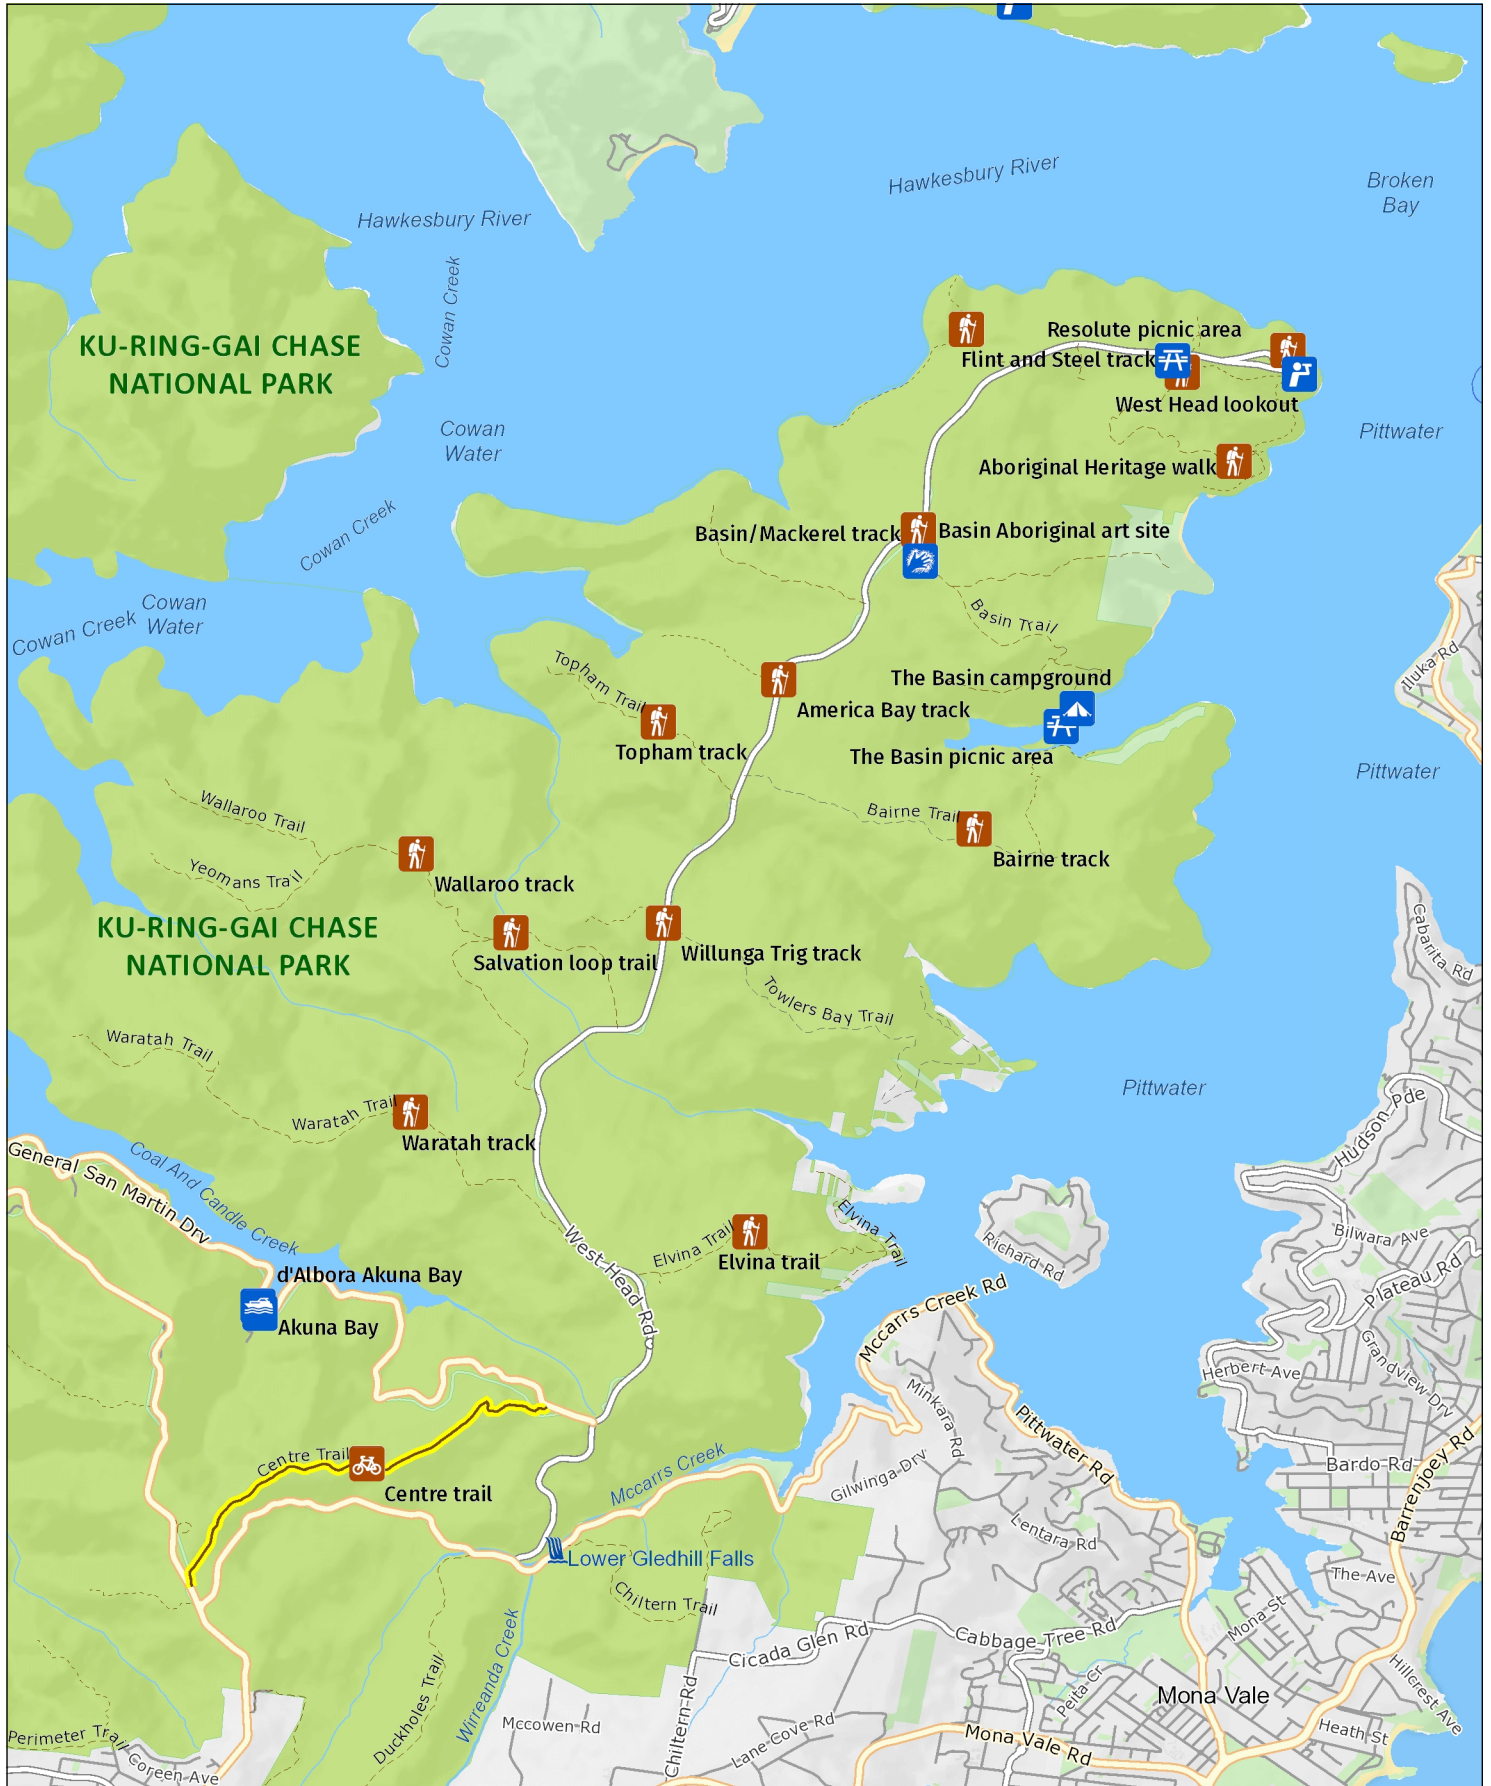 Hawkesbury River
Broken
Bay
Hawkesbury River
Cowan Creek
KU-RING-GAI CHASE
NATIONAL PARK
Resolute picnic area
Flint and Steel track
West Head lookout
Cowan
Water
Pittwater
Aboriginal Heritage walk
Cowan Creek
Basin/Mackerel track
Basin Aboriginal art site
Cowan
Water
Cowan Creek
Basin Trail
Iluka Rd
Topham Trail
The Basin campground
America Bay track
Topham track
The Basin picnic area
Pittwater
Wallaroo Trail
Bairne Trail
Bairne track
Yeomans Trail
Wallaroo track
KU-RING-GAI CHASE
NATIONAL PARK
Salvation loop trail
Willunga Trig track
Cabarita Rd
Towlers Bay Trail
Waratah Trail
Pittwater
Waratah Trail
Waratah track
Hudson Pde
General San Martin Drv
Coal And Candle Creek
Elvina Trail
Elvina Trail
Elvina trail
West Head Rd
Richard Rd
Bilwara Ave
Plateau Rd
d'Albora Akuna Bay
Akuna Bay
Mccarrs Creek Rd
Herbert Ave
Grandview Drv
Minkara Rd
Pittwater Rd
Centre Trail
Centre trail
Mccarrs Creek
Gilwinga Drv
Bardo Rd
Barrenjoey Rd
Lentara Rd
Lower Gledhill Falls
Chiltern Trail
The Ave
Mona St
Cicada Glen Rd
Cabbage Tree Rd
Wirreanda Creek
Duckholes Trail
Chiltern Rd
Peita Cr
Mona Vale
Hillcrest Ave
Mccowen Rd
Lane Cove Rd
Mona Vale Rd
Heath St
Perimeter Trail
Coreen Ave